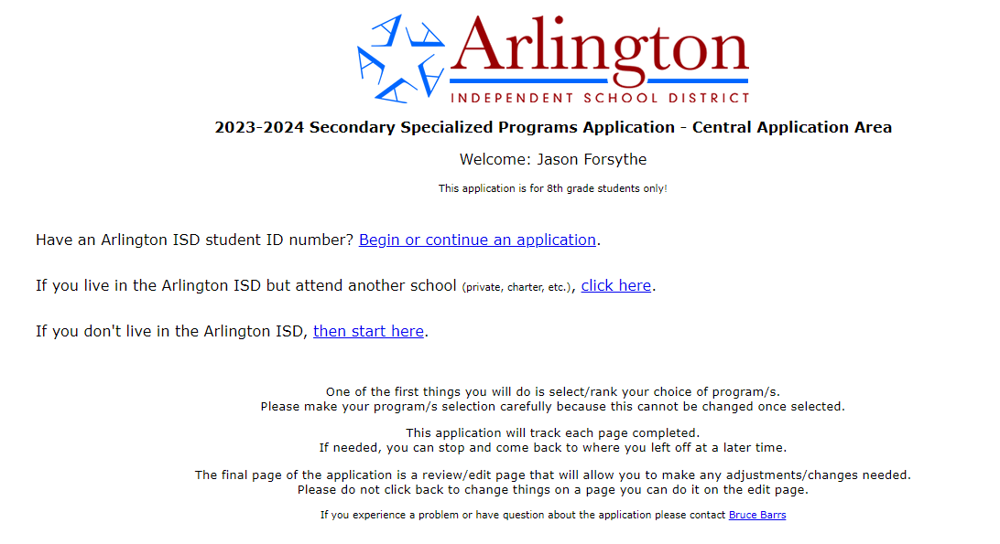 Arlington
INDEPENDENT SCHOOL DISTRICT
2023-2024 Secondary Specialized Programs Application - Central Application Area
Welcome: Jason Forsythe
This application is for 8th grade students only!
Have an Arlington ISD student ID number? Begin or continue an application.
If you live in the Arlington ISD but attend another school (private, charter, etc.), click here.
If you don't live in the Arlington ISD, then start here.
One of the first things you will do is select/rank your choice of program/s.
Please make your program/s selection carefully because this cannot be changed once selected.
This application will track each page completed.
If needed, you can stop and come back to where you left off at a later time.
The final page of the application is a review/edit page that will allow you to make any adjustments/changes needed.
Please do not click back to change things on a page you can do it on the edit page.
If you experience a problem or have question about the application please contact Bruce Barrs